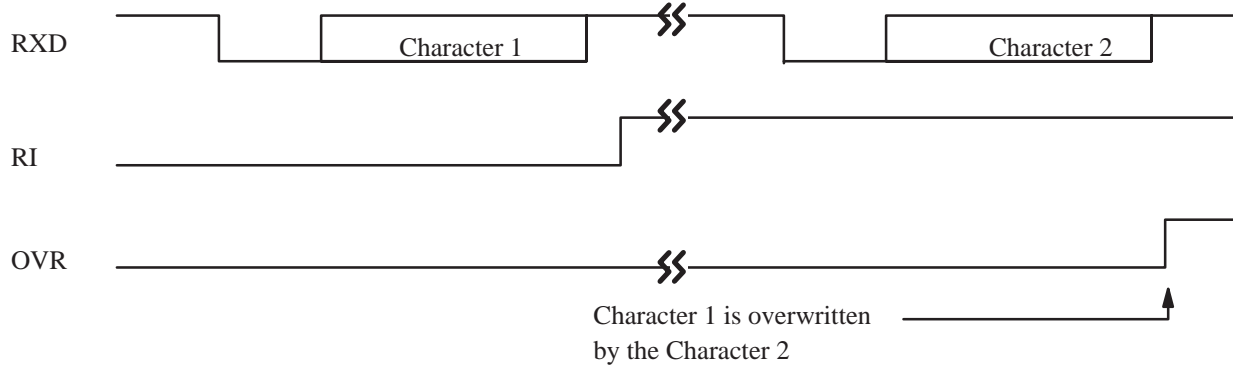 RXD
Character 1
Character 2
RI
OVR
Character 1 is overwritten
by the Character 2